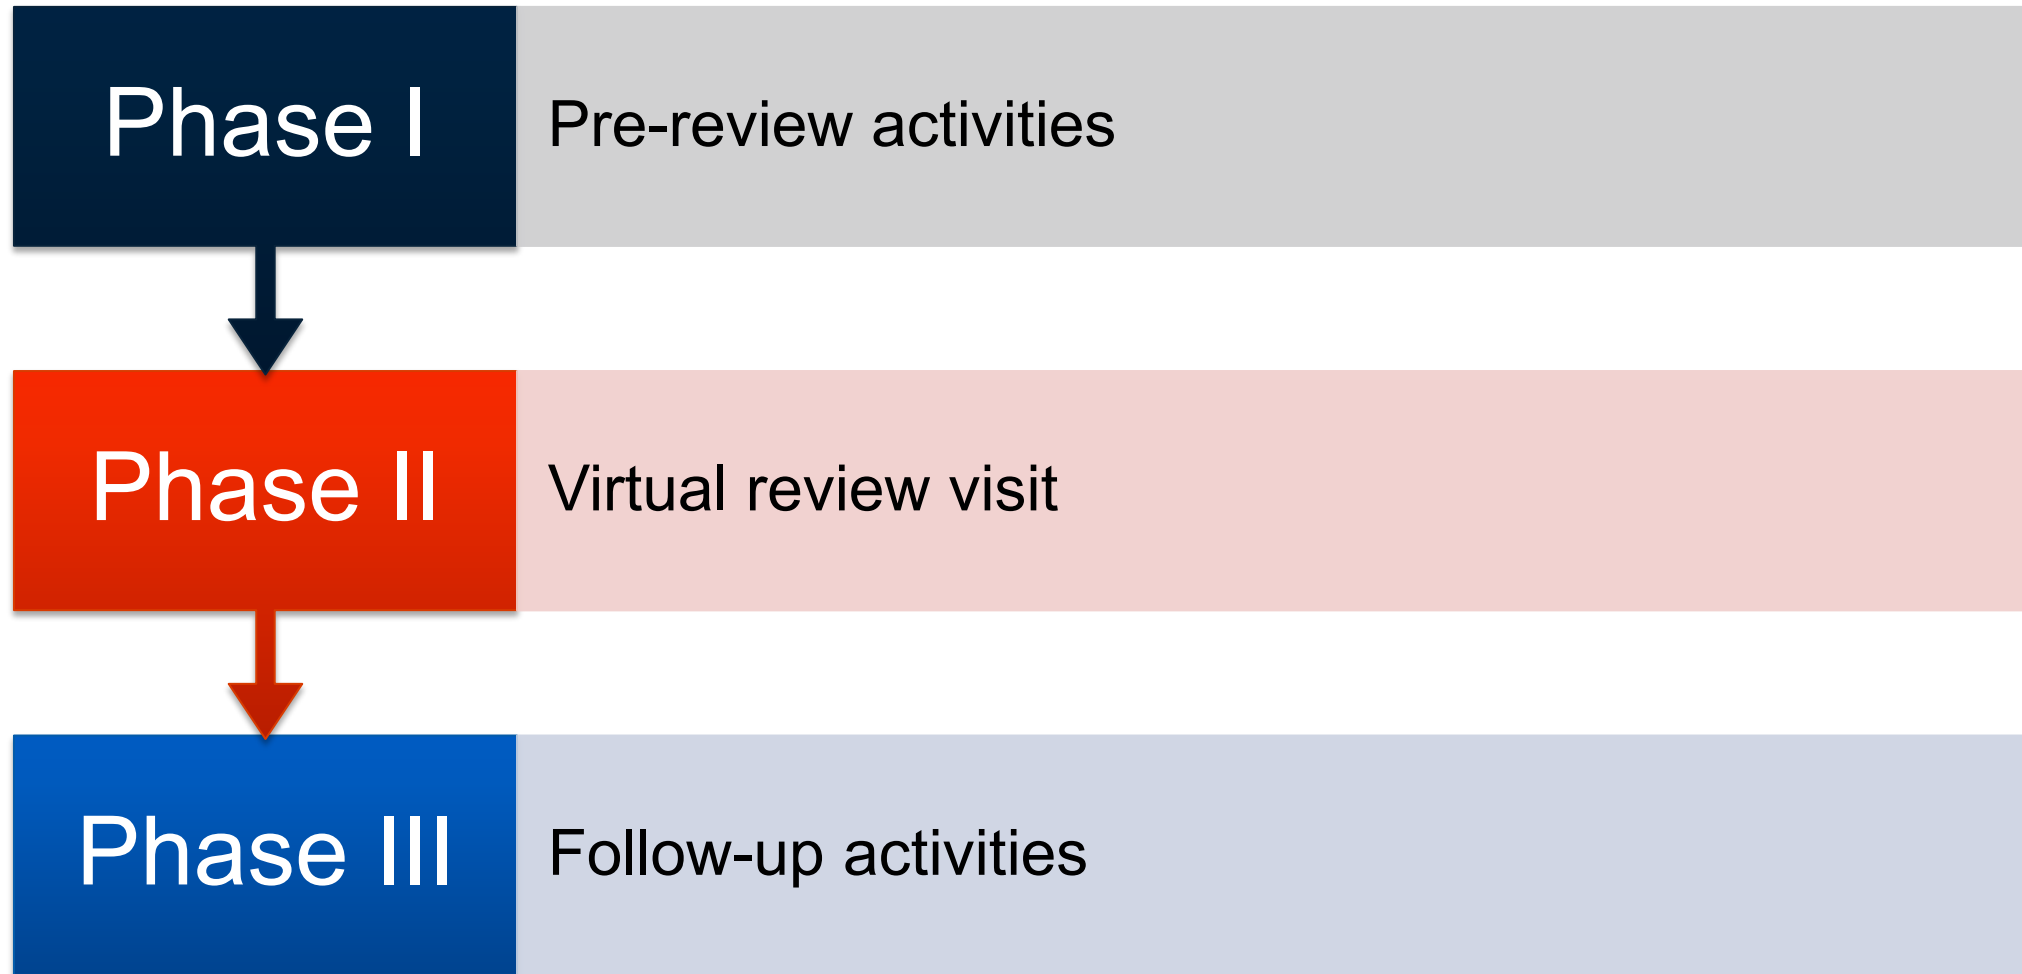 Phase I
Pre-review activities
Phase II
Virtual review visit
Phase III
Follow-up activities